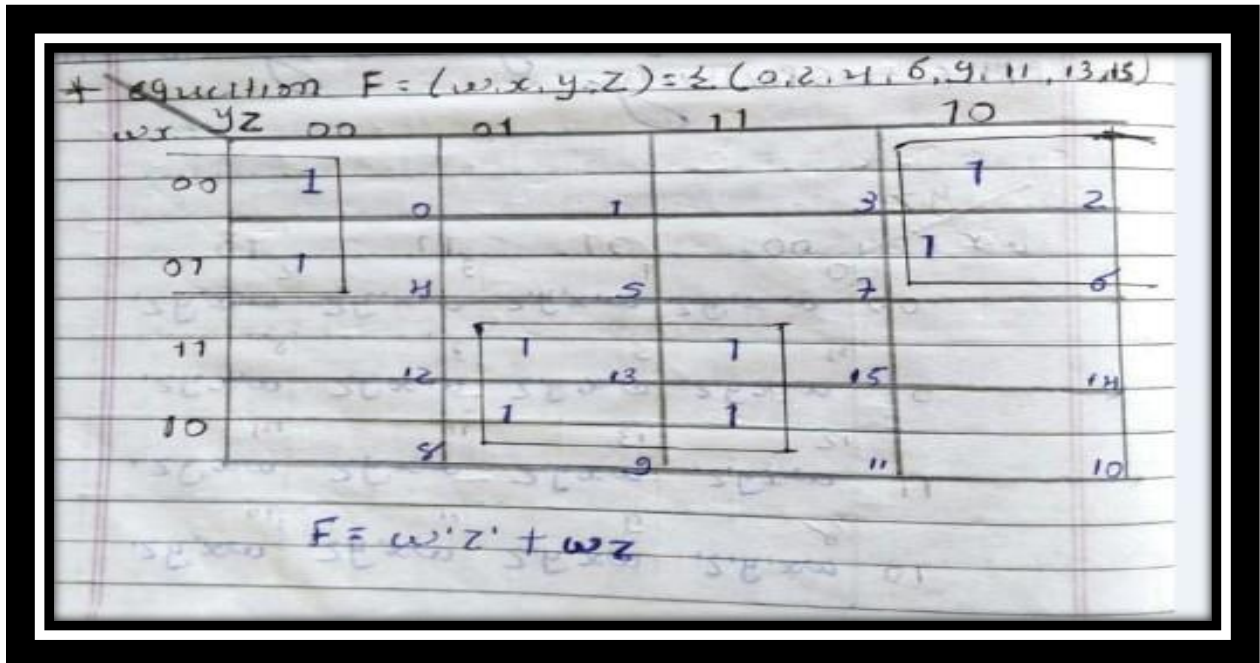 * equation F = (w.x.y.z) = Σ (0,2,4,6,9,11,13,15)
wx yz 00 01 11 10
00 1 0 1 3 1 2
01 1 4 5 7 1 6
11 12 1 13 1 15 14
10 8 1 9 1 11 10
F = w'z' + wz